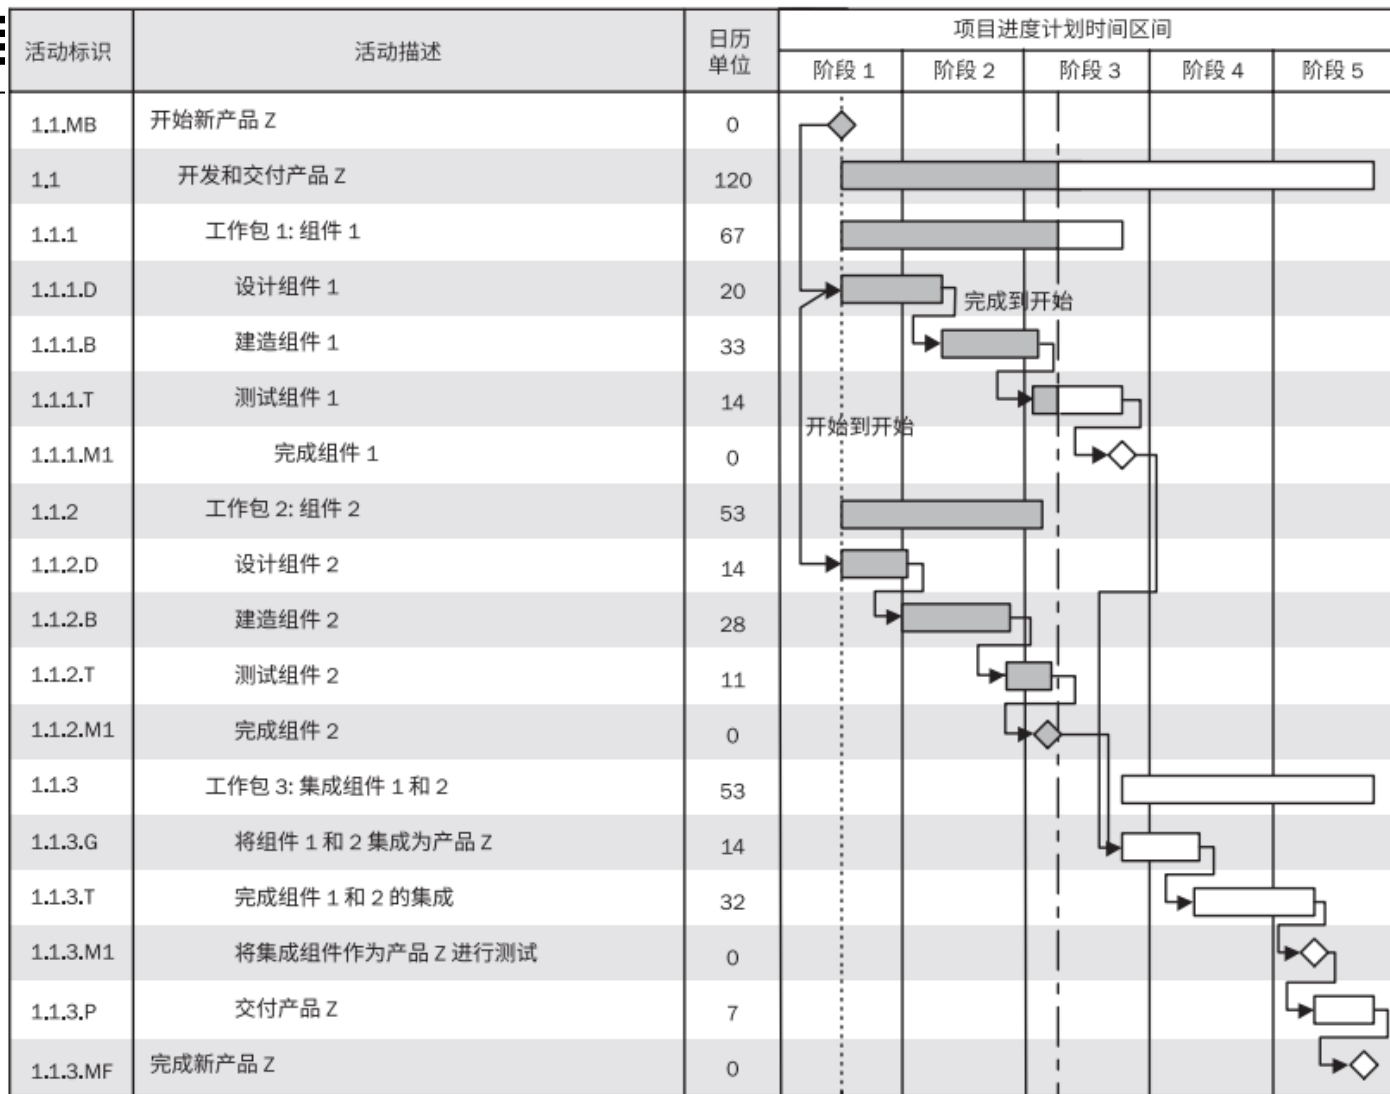 活动标识 活动描述 日历单位 项目进度计划时间区间
阶段 1 阶段 2 阶段 3 阶段 4 阶段 5
1.1.MB 开始新产品 Z 0
1.1 开发和交付产品 Z 120
1.1.1 工作包 1: 组件 1 67
1.1.1.D 设计组件 1 20
完成到开始
1.1.1.B 建造组件 1 33
1.1.1.T 测试组件 1 14
开始到开始
1.1.1.M1 完成组件 1 0
1.1.2 工作包 2: 组件 2 53
1.1.2.D 设计组件 2 14
1.1.2.B 建造组件 2 28
1.1.2.T 测试组件 2 11
1.1.2.M1 完成组件 2 0
1.1.3 工作包 3: 集成组件 1 和 2 53
1.1.3.G 将组件 1 和 2 集成为产品 Z 14
1.1.3.T 完成组件 1 和 2 的集成 32
1.1.3.M1 将集成组件作为产品 Z 进行测试 0
1.1.3.P 交付产品 Z 7
1.1.3.MF 完成新产品 Z 0